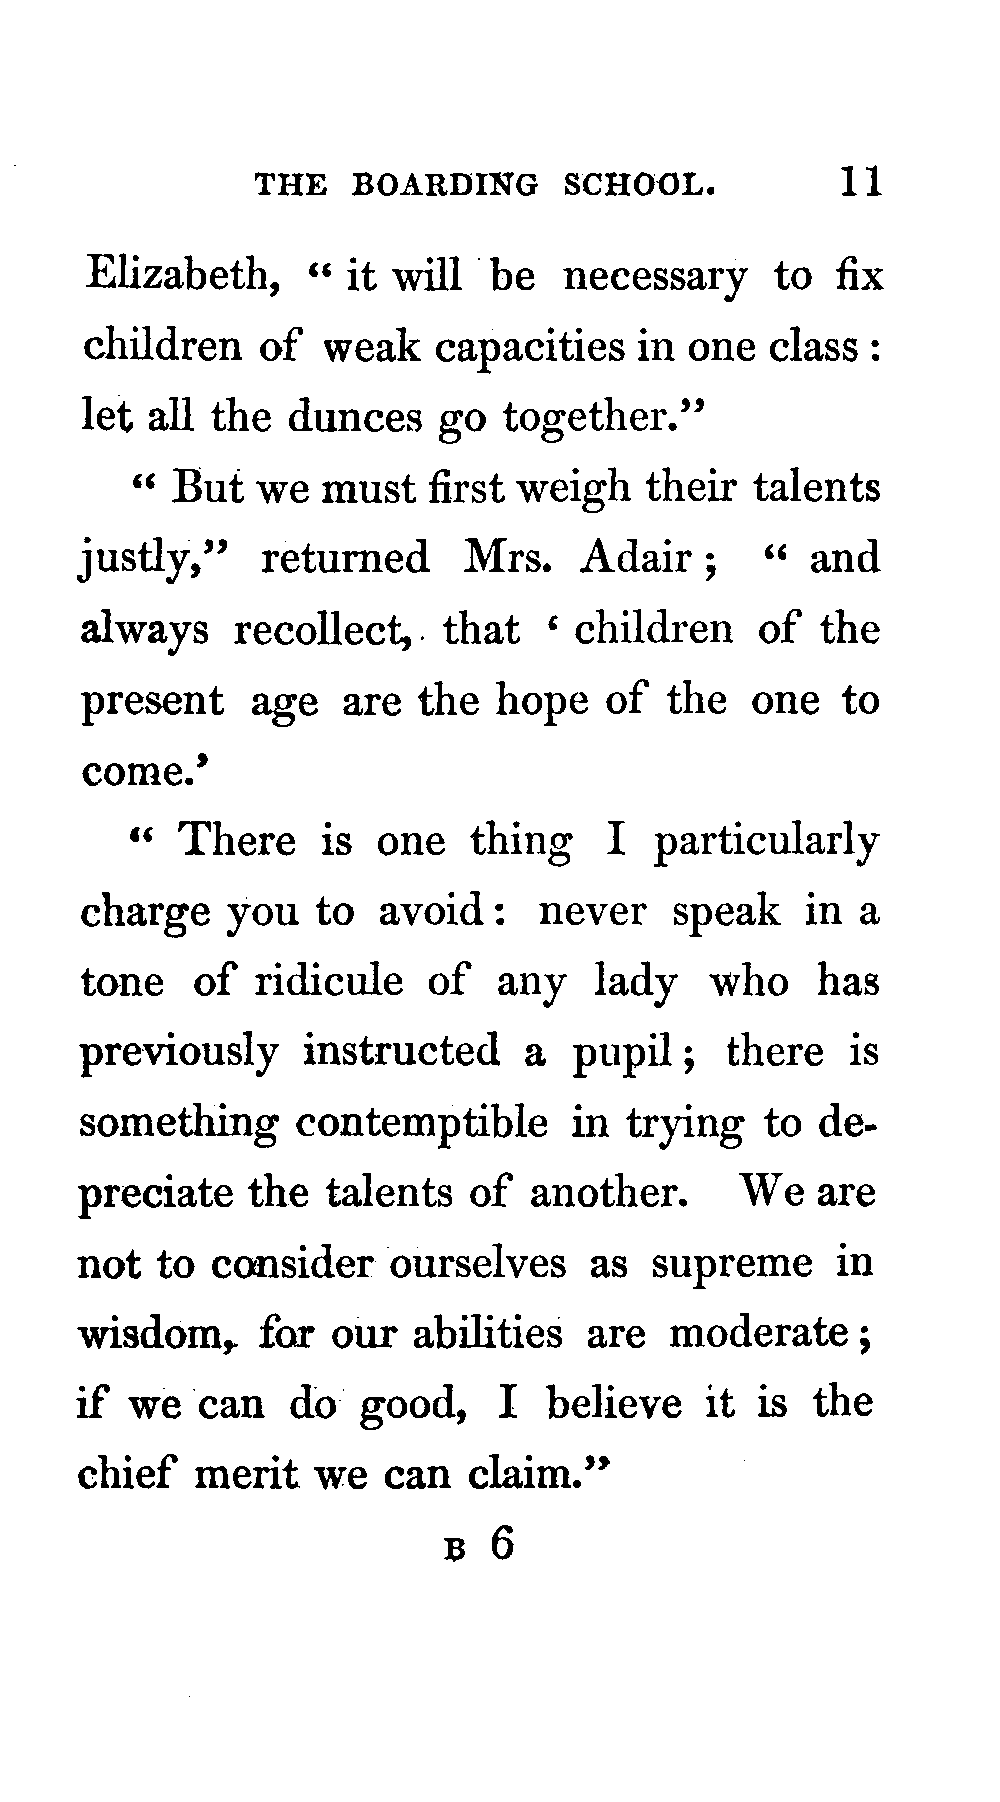 THE BOARDING SCHOOL. 11
Elizabeth, “ it will be necessary to fix
children of weak capacities in one class :
let all the dunces go together.”
“ But we must first weigh their talents
justly,” returned Mrs. Adair ; “ and
always recollect, that ‘ children of the
present age are the hope of the one to
come.’
“ There is one thing I particularly
charge you to avoid : never speak in a
tone of ridicule of any lady who has
previously instructed a pupil ; there is
something contemptible in trying to de-
preciate the talents of another. We are
not to consider ourselves as supreme in
wisdom, for our abilities are moderate ;
if we can do good, I believe it is the
chief merit we can claim.”
B 6